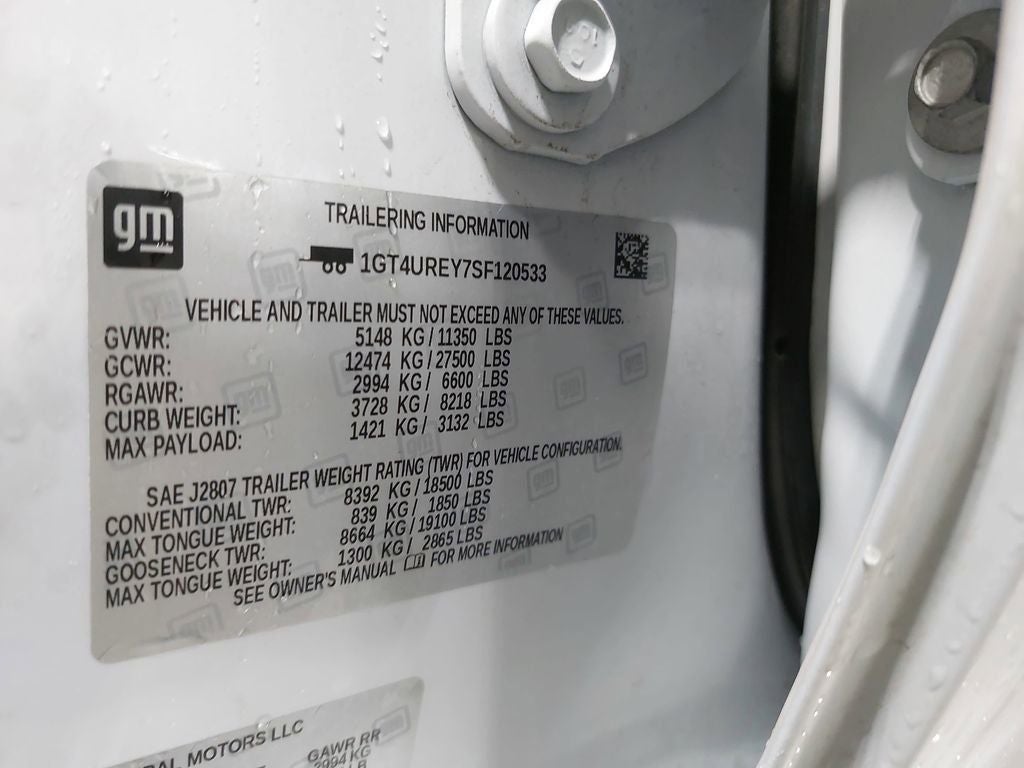 gm
TRAILERING INFORMATION
1GT4UREY7SF120533
VEHICLE AND TRAILER MUST NOT EXCEED ANY OF THESE VALUES.
GVWR: 5148 KG/11350 LBS
GCWR: 12474 KG/27500 LBS
RGAWR: 2994 KG/ 6600 LBS
CURB WEIGHT: 3728 KG/ 8218 LBS
MAX PAYLOAD: 1421 KG/ 3132 LBS
SAE J2807 TRAILER WEIGHT RATING (TWR) FOR VEHICLE CONFIGURATION.
CONVENTIONAL TWR: 8392 KG/18500 LBS
MAX TONGUE WEIGHT: 839 KG/ 1850 LBS
GOOSENECK TWR: 8664 KG/19100 LBS
MAX TONGUE WEIGHT: 1300 KG/ 2865 LBS
SEE OWNER'S MANUAL FOR MORE INFORMATION
MOTORS LLC
GAWR RR
2994 KG